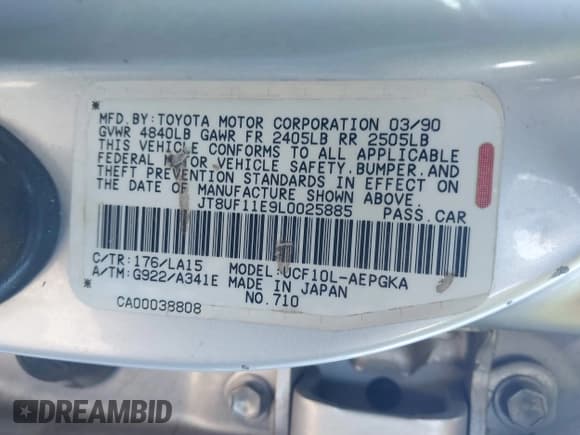 MFD.BY:TOYOTA MOTOR CORPORATION 03/90
GVWR 4840LB GAWR FR 2405LB RR 2505LB
THIS VEHICLE CONFORMS TO ALL APPLICABLE
FEDERAL MOTOR VEHICLE SAFETY,BUMPER,AND
THEFT PREVENTION STANDARDS IN EFFECT ON
THE DATE OF MANUFACTURE SHOWN ABOVE.
JT8UF11E9L0025885 PASS.CAR
C/TR:176/LA15 MODEL:UCF10L-AEPGKA
A/TM:G922/A341E MADE IN JAPAN
CA00038808 NO.710
DREAMBID